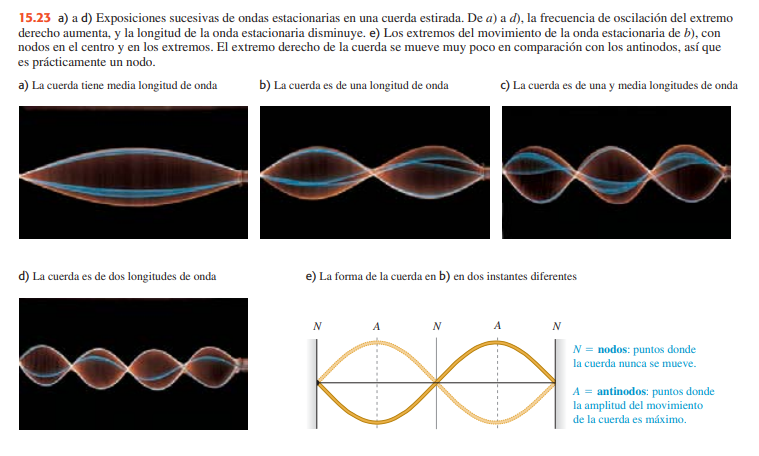 15.23 a) a d) Exposiciones sucesivas de ondas estacionarias en una cuerda estirada. De a) a d), la frecuencia de oscilación del extremo
derecho aumenta, y la longitud de la onda estacionaria disminuye. e) Los extremos del movimiento de la onda estacionaria de b), con
nodos en el centro y en los extremos. El extremo derecho de la cuerda se mueve muy poco en comparación con los antinodos, así que
es prácticamente un nodo.
a) La cuerda tiene media longitud de onda
b) La cuerda es de una longitud de onda
c) La cuerda es de una y media longitudes de onda
d) La cuerda es de dos longitudes de onda
e) La forma de la cuerda en b) en dos instantes diferentes
N A N A N
N = nodos: puntos donde
la cuerda nunca se mueve.
A = antinodos: puntos donde
la amplitud del movimiento
de la cuerda es máximo.